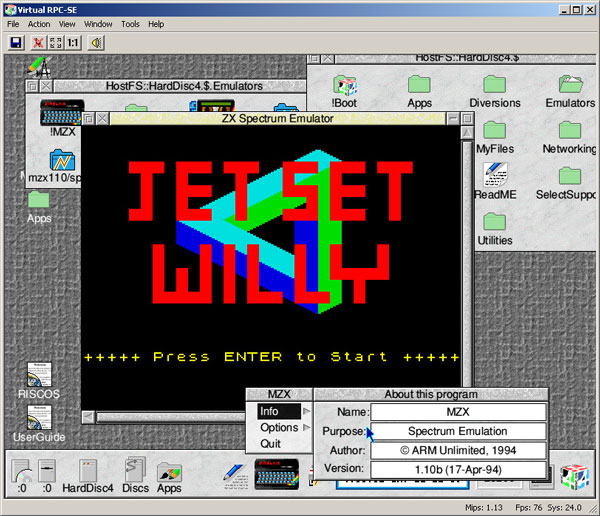 Virtual RPC-SE
File Action View Window Tools Help
1:1
HostFS::HardDisc4.$
HostFS::HardDisc4.$.Emulators
!Boot Apps Diversions Emulators
!MZX
ZX Spectrum Emulator
MyFiles Networking
mzx110/sp
ReadME SelectSuppo
Apps
Utilities
JET SET
WILLY
+++++ Press ENTER to Start +++++
RISCOS
UserGuide
MZX
Info
Options
Quit
About this program
Name: MZX
Purpose: Spectrum Emulation
Author: © ARM Unlimited, 1994
Version: 1.10b (17-Apr-94)
:0 :0 HardDisc4 Discs Apps
Mips: 1.13 Fps: 76 Sys: 24.0